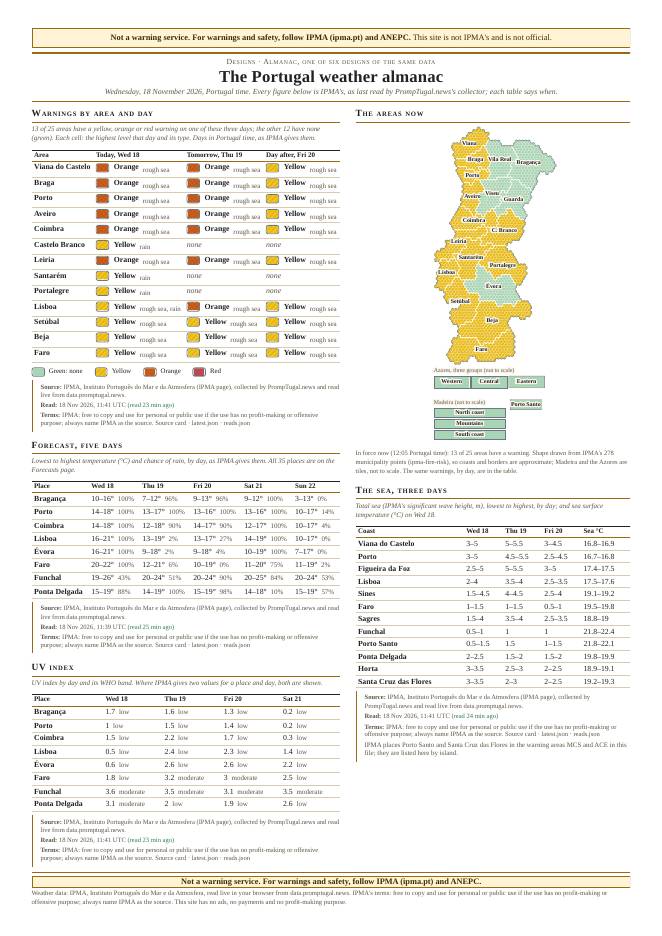 Not a warning service. For warnings and safety, follow IPMA (ipma.pt) and ANEPC. This site is not IPMA's and is not official.
Designs · Almanac, one of six designs of the same data
The Portugal weather almanac
Wednesday, 18 November 2026, Portugal time. Every figure below is IPMA's, as last read by PrompTugal.news's collector; each table says when.
Warnings by area and day
13 of 25 areas have a yellow, orange or red warning on one of these three days; the other 12 have none
(green). Each cell: the highest level that day and its type. Days in Portugal time, as IPMA gives them.
Area Today, Wed 18 Tomorrow, Thu 19 Day after, Fri 20
Viana do Castelo Orange rough sea Orange rough sea Yellow rough sea
Braga Orange rough sea Orange rough sea Yellow rough sea
Porto Orange rough sea Orange rough sea Yellow rough sea
Aveiro Orange rough sea Orange rough sea Yellow rough sea
Coimbra Orange rough sea Orange rough sea Yellow rough sea
Castelo Branco Yellow rain none none
Leiria Orange rough sea Orange rough sea Yellow rough sea
Santarém Yellow rain none none
Portalegre Yellow rain none none
Lisboa Yellow rough sea, rain Orange rough sea Yellow rough sea
Setúbal Yellow rough sea Yellow rough sea Yellow rough sea
Beja Yellow rough sea Yellow rough sea Yellow rough sea
Faro Yellow rough sea Yellow rough sea Yellow rough sea
Green: none Yellow Orange Red
Source: IPMA, Instituto Português do Mar e da Atmosfera (IPMA page), collected by PrompTugal.news and read
live from data.promptugal.news.
Read: 18 Nov 2026, 11:41 UTC (read 23 min ago)
Terms: IPMA: free to copy and use for personal or public use if the use has no profit-making or offensive
purpose; always name IPMA as the source. Source card · latest.json · reads.json
Forecast, five days
Lowest to highest temperature (°C) and chance of rain, by day, as IPMA gives them. All 35 places are on the
Forecasts page.
Place Wed 18 Thu 19 Fri 20 Sat 21 Sun 22
Bragança 10–16° 100% 7–12° 96% 9–13° 96% 9–12° 100% 3–13° 0%
Porto 14–18° 100% 13–17° 100% 13–16° 100% 13–16° 100% 10–17° 14%
Coimbra 14–18° 100% 12–18° 90% 14–17° 90% 12–17° 100% 10–17° 4%
Lisboa 16–21° 100% 13–19° 2% 13–17° 27% 14–19° 100% 10–17° 0%
Évora 16–21° 100% 9–18° 2% 9–18° 4% 10–19° 100% 7–17° 0%
Faro 20–22° 100% 12–21° 6% 10–19° 0% 11–20° 75% 11–19° 2%
Funchal 19–26° 43% 20–24° 51% 20–24° 90% 20–25° 84% 20–24° 53%
Ponta Delgada 15–19° 88% 14–19° 100% 15–19° 98% 14–18° 10% 15–19° 57%
Source: IPMA, Instituto Português do Mar e da Atmosfera (IPMA page), collected by PrompTugal.news and read
live from data.promptugal.news.
Read: 18 Nov 2026, 11:39 UTC (read 25 min ago)
Terms: IPMA: free to copy and use for personal or public use if the use has no profit-making or offensive
purpose; always name IPMA as the source. Source card · latest.json · reads.json
UV index
UV index by day and its WHO band. Where IPMA gives two values for a place and day, both are shown.
Place Wed 18 Thu 19 Fri 20 Sat 21
Bragança 1.7 low 1.6 low 1.3 low 0.2 low
Porto 1 low 1.5 low 1.4 low 0.2 low
Coimbra 1.5 low 2.2 low 1.7 low 0.3 low
Lisboa 0.5 low 2.4 low 2.3 low 1.4 low
Évora 0.6 low 2.6 low 2.6 low 2.2 low
Faro 1.8 low 3.2 moderate 3 moderate 2.5 low
Funchal 3.6 moderate 3.5 moderate 3.1 moderate 3.5 moderate
Ponta Delgada 3.1 moderate 2 low 1.9 low 2.6 low
Source: IPMA, Instituto Português do Mar e da Atmosfera (IPMA page), collected by PrompTugal.news and read
live from data.promptugal.news.
Read: 18 Nov 2026, 11:41 UTC (read 23 min ago)
Terms: IPMA: free to copy and use for personal or public use if the use has no profit-making or offensive
purpose; always name IPMA as the source. Source card · latest.json · reads.json
The areas now
Viana
Braga Vila Real Bragança
Porto
Aveiro Viseu Guarda
Coimbra
C. Branco
Leiria
Santarém
Portalegre
Lisboa
Évora
Setúbal
Beja
Faro
Azores, three groups (not to scale)
Western Central Eastern
Madeira (not to scale)
Porto Santo
North coast
Mountains
South coast
In force now (12:05 Portugal time): 13 of 25 areas have a warning. Shape drawn from IPMA's 278
municipality points (ipma-fire-risk), so coasts and borders are approximate; Madeira and the Azores are
tiles, not to scale. The same warnings, by day, are in the table.
The sea, three days
Total sea (IPMA's significant wave height, m), lowest to highest, by day; and sea surface
temperature (°C) on Wed 18.
Coast Wed 18 Thu 19 Fri 20 Sea °C
Viana do Castelo 3–5 5–5.5 3–4.5 16.8–16.9
Porto 3–5 4.5–5.5 2.5–4.5 16.7–16.8
Figueira da Foz 2.5–5 5–5.5 3–5 17.4–17.5
Lisboa 2–4 3.5–4 2.5–3.5 17.5–17.6
Sines 1.5–4.5 4–4.5 2.5–4 19.1–19.2
Faro 1–1.5 1–1.5 0.5–1 19.5–19.8
Sagres 1.5–4 3.5–4 2.5–3.5 18.8–19
Funchal 0.5–1 1 1 21.8–22.4
Porto Santo 0.5–1.5 1.5 1–1.5 21.8–22.1
Ponta Delgada 2–2.5 1.5–2 1.5–2 19.8–19.9
Horta 3–3.5 2.5–3 2–2.5 18.9–19.1
Santa Cruz das Flores 3–3.5 2–3 2–2.5 19.2–19.3
Source: IPMA, Instituto Português do Mar e da Atmosfera (IPMA page), collected by
PrompTugal.news and read live from data.promptugal.news.
Read: 18 Nov 2026, 11:41 UTC (read 24 min ago)
Terms: IPMA: free to copy and use for personal or public use if the use has no profit-making or
offensive purpose; always name IPMA as the source. Source card · latest.json · reads.json
IPMA places Porto Santo and Santa Cruz das Flores in the warning areas MCS and ACE in this
file; they are listed here by island.
Not a warning service. For warnings and safety, follow IPMA (ipma.pt) and ANEPC.
Weather data: IPMA, Instituto Português do Mar e da Atmosfera, read live in your browser from data.promptugal.news. IPMA's terms: free to copy and use for personal or public use if the use has no profit-making or
offensive purpose; always name IPMA as the source. This site has no ads, no payments and no profit-making purpose.